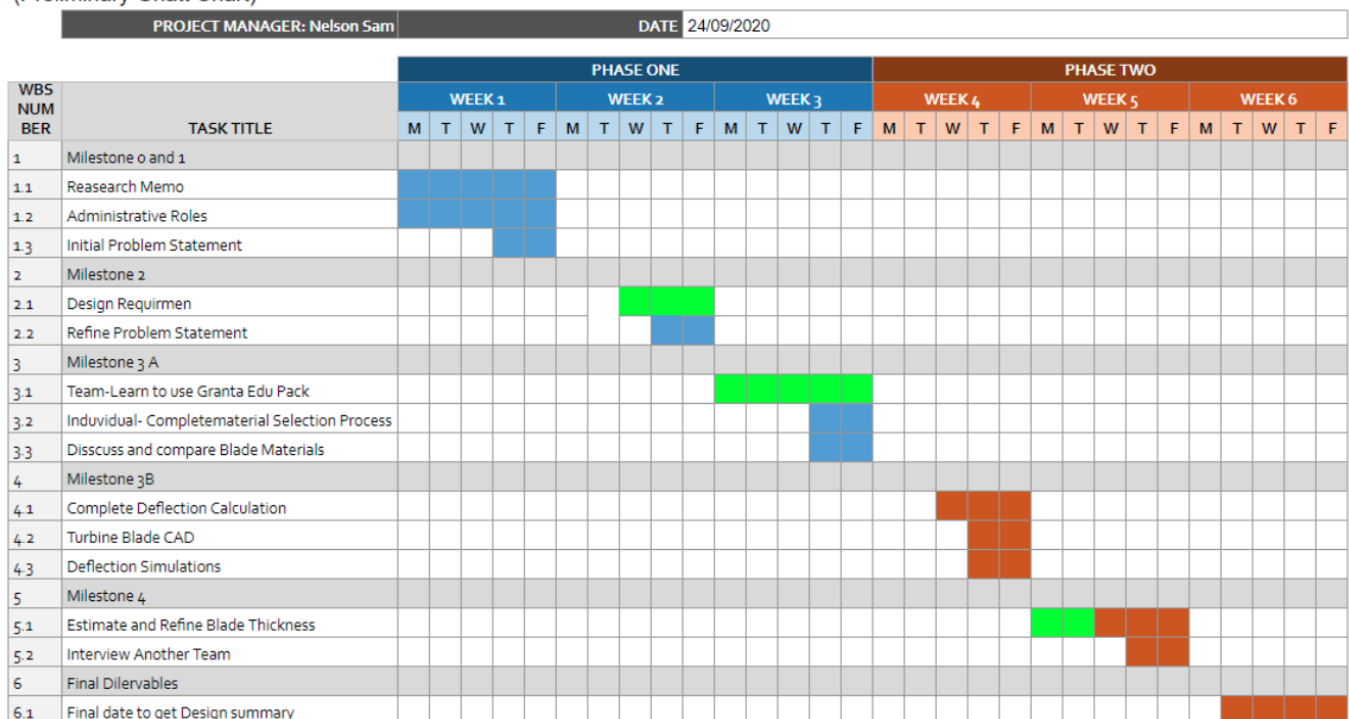 (Preliminary Gnatt Chart)
PROJECT MANAGER: Nelson Sam DATE 24/09/2020
PHASE ONE PHASE TWO
WBS NUM BER TASK TITLE WEEK 1 WEEK 2 WEEK 3 WEEK 4 WEEK 5 WEEK 6
M T W T F M T W T F M T W T F M T W T F M T W T F M T W T F
1 Milestone 0 and 1
1.1 Reasearch Memo
1.2 Administrative Roles
1.3 Initial Problem Statement
2 Milestone 2
2.1 Design Requirmen
2.2 Refine Problem Statement
3 Milestone 3 A
3.1 Team-Learn to use Granta Edu Pack
3.2 Induvidual- Completematerial Selection Process
3.3 Disscuss and compare Blade Materials
4 Milestone 3B
4.1 Complete Deflection Calculation
4.2 Turbine Blade CAD
4.3 Deflection Simulations
5 Milestone 4
5.1 Estimate and Refine Blade Thickness
5.2 Interview Another Team
6 Final Dilervables
6.1 Final date to get Design summary